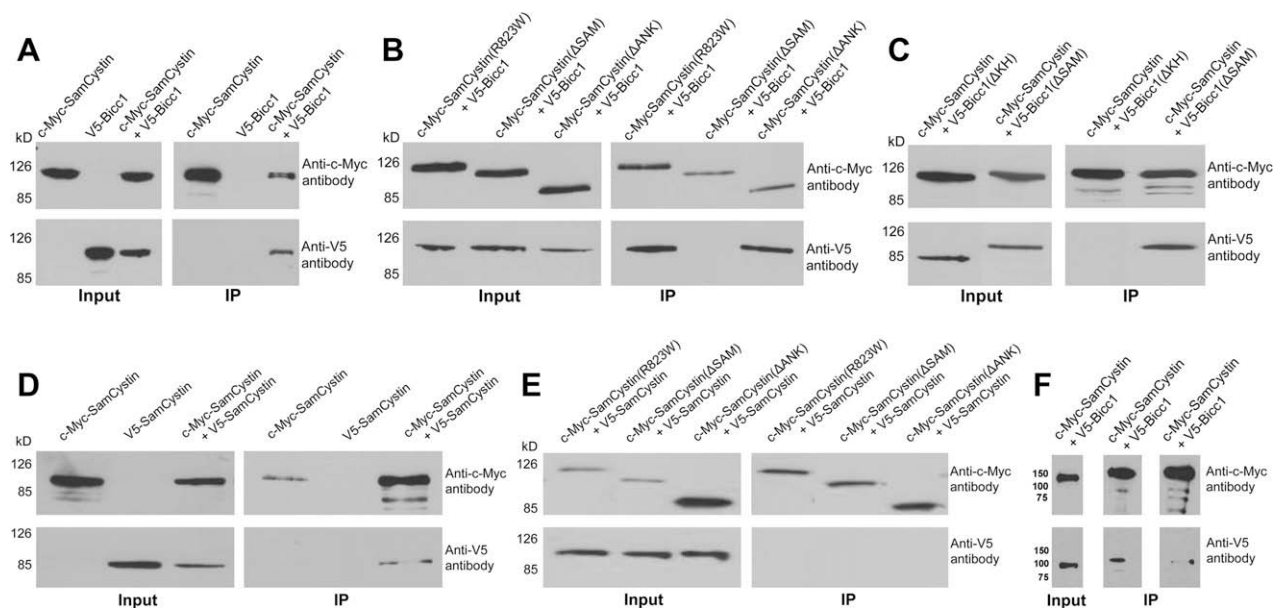 A
c-Myc-SamCystin
V5-Bicc1
c-Myc-SamCystin
+ V5-Bicc1
c-Myc-SamCystin
V5-Bicc1
c-Myc-SamCystin
+ V5-Bicc1
kD
126
85
Anti-c-Myc
antibody
126
85
Anti-V5
antibody
Input
IP
B
c-Myc-SamCystin(R823W)
+ V5-Bicc1
c-Myc-SamCystin(ΔSAM)
+ V5-Bicc1
c-Myc-SamCystin(ΔANK)
+ V5-Bicc1
c-Myc-SamCystin(R823W)
+ V5-Bicc1
c-Myc-SamCystin(ΔSAM)
+ V5-Bicc1
c-Myc-SamCystin(ΔANK)
+ V5-Bicc1
kD
126
85
Anti-c-Myc
antibody
126
85
Anti-V5
antibody
Input
IP
C
c-Myc-SamCystin
+ V5-Bicc1(ΔKH)
c-Myc-SamCystin
+ V5-Bicc1(ΔSAM)
c-Myc-SamCystin
+ V5-Bicc1(ΔKH)
c-Myc-SamCystin
+ V5-Bicc1(ΔSAM)
kD
126
85
Anti-c-Myc
antibody
126
85
Anti-V5
antibody
Input
IP
D
c-Myc-SamCystin
V5-SamCystin
c-Myc-SamCystin
+ V5-SamCystin
c-Myc-SamCystin
V5-SamCystin
c-Myc-SamCystin
+ V5-SamCystin
kD
126
85
Anti-c-Myc
antibody
126
85
Anti-V5
antibody
Input
IP
E
c-Myc-SamCystin(R823W)
+ V5-SamCystin
c-Myc-SamCystin(ΔSAM)
+ V5-SamCystin
c-Myc-SamCystin(ΔANK)
+ V5-SamCystin
c-Myc-SamCystin(R823W)
+ V5-SamCystin
c-Myc-SamCystin(ΔSAM)
+ V5-SamCystin
c-Myc-SamCystin(ΔANK)
+ V5-SamCystin
kD
126
85
Anti-c-Myc
antibody
126
85
Anti-V5
antibody
Input
IP
F
c-Myc-SamCystin
+ V5-Bicc1
c-Myc-SamCystin
+ V5-Bicc1
c-Myc-SamCystin
+ V5-Bicc1
kD
150
100
75
Anti-c-Myc
antibody
150
100
75
Anti-V5
antibody
Input
IP